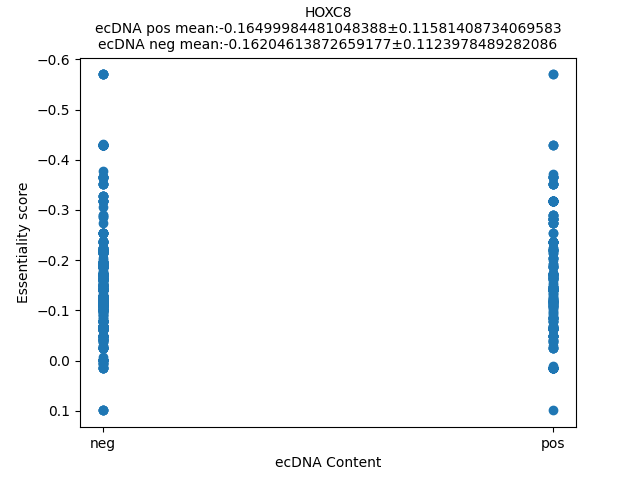 HOXC8
ecDNA pos mean:-0.16499984481048388±0.11581408734069583
ecDNA neg mean:-0.16204613872659177±0.1123978489282086
−0.6
−0.5
−0.4
−0.3
−0.2
−0.1
0.0
0.1
Essentiality score
neg
pos
ecDNA Content